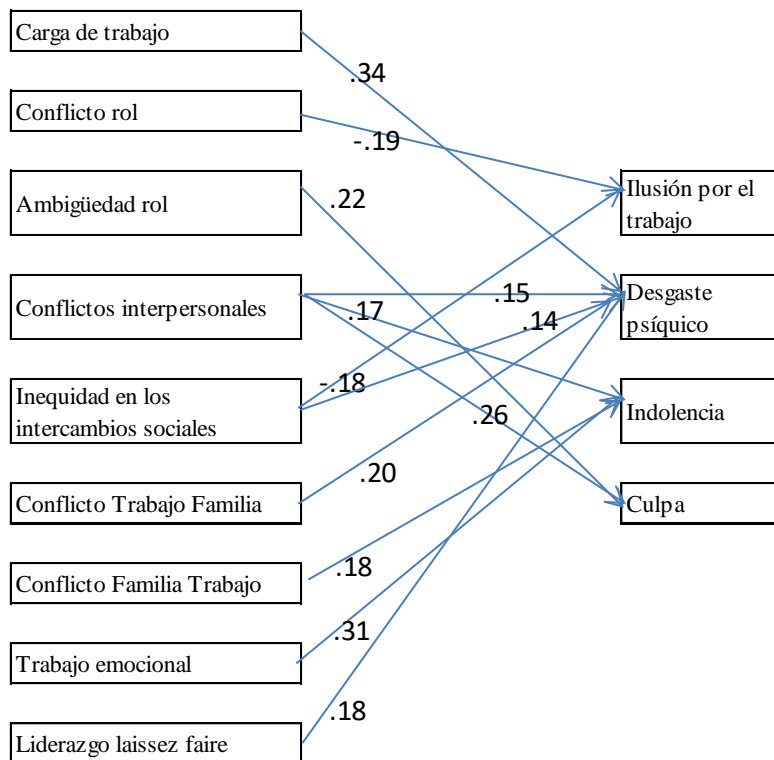 Carga de trabajo
.34
Conflicto rol
-.19
Ambigüedad rol
.22
Ilusión por el
trabajo
Conflictos interpersonales
.17
.15
.14
Desgaste
psíquico
Inequidad en los
intercambios sociales
-.18
.26
Indolencia
Conflicto Trabajo Familia
.20
Culpa
Conflicto Familia Trabajo
.18
Trabajo emocional
.31
Liderazgo laissez faire
.18